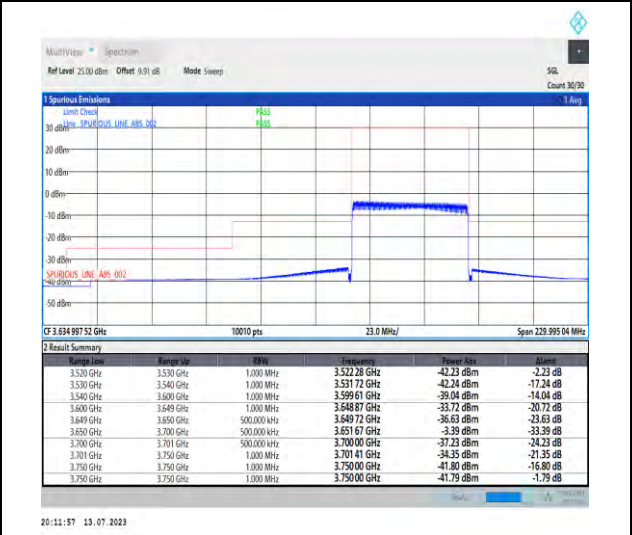 MultiView Spectrum
Ref Level 25.00 dBm Offset 9.91 dB Mode Sweep SGL
Count 30/30
1 Spurious Emissions 1 Avg
Limit Check PASS
Line SPURIOUS_LINE_ABS_002 PASS
30 dBm
20 dBm
10 dBm
0 dBm
-10 dBm
-20 dBm
-30 dBm
SPURIOUS_LINE_ABS_002
-40 dBm
-50 dBm
CF 3.634 997 52 GHz 10010 pts 23.0 MHz/ Span 229.995 04 MHz
2 Result Summary
Range Low Range Up RBW Frequency Power Abs ΔLimit
3.520 GHz 3.530 GHz 1.000 MHz 3.522 28 GHz -42.23 dBm -2.23 dB
3.530 GHz 3.540 GHz 1.000 MHz 3.531 72 GHz -42.24 dBm -17.24 dB
3.540 GHz 3.600 GHz 1.000 MHz 3.599 61 GHz -39.04 dBm -14.04 dB
3.600 GHz 3.649 GHz 1.000 MHz 3.648 87 GHz -33.72 dBm -20.72 dB
3.649 GHz 3.650 GHz 500.000 kHz 3.649 72 GHz -36.63 dBm -23.63 dB
3.650 GHz 3.700 GHz 500.000 kHz 3.651 67 GHz -3.39 dBm -33.39 dB
3.700 GHz 3.701 GHz 500.000 kHz 3.700 00 GHz -37.23 dBm -24.23 dB
3.701 GHz 3.750 GHz 1.000 MHz 3.701 41 GHz -34.35 dBm -21.35 dB
3.750 GHz 3.750 GHz 1.000 MHz 3.750 00 GHz -41.80 dBm -16.80 dB
3.750 GHz 3.750 GHz 1.000 MHz 3.750 00 GHz -41.79 dBm -1.79 dB
20:11:57 13.07.2023